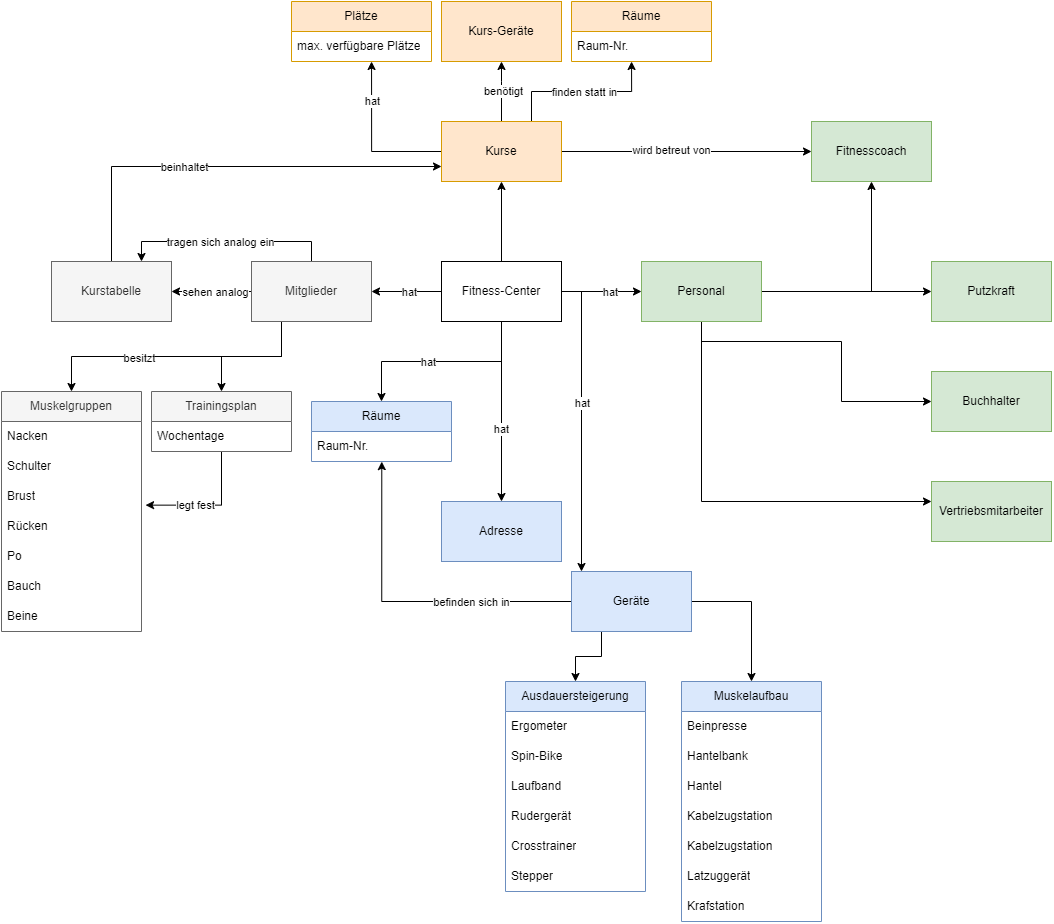 Plätze
max. verfügbare Plätze
Kurs-Geräte
Räume
Raum-Nr.
hat
benötigt
finden statt in
Kurse
wird betreut von
Fitnesscoach
beinhaltet
tragen sich analog ein
Kurstabelle
sehen analog
Mitglieder
hat
Fitness-Center
hat
Personal
Putzkraft
besitzt
hat
Muskelgruppen
Nacken
Schulter
Brust
Rücken
Po
Bauch
Beine
Trainingsplan
Wochentage
legt fest
Räume
Raum-Nr.
hat
hat
Buchhalter
Adresse
Vertriebsmitarbeiter
befinden sich in
Geräte
Ausdauersteigerung
Ergometer
Spin-Bike
Laufband
Rudergerät
Crosstrainer
Stepper
Muskelaufbau
Beinpresse
Hantelbank
Hantel
Kabelzugstation
Kabelzugstation
Latzuggerät
Krafstation